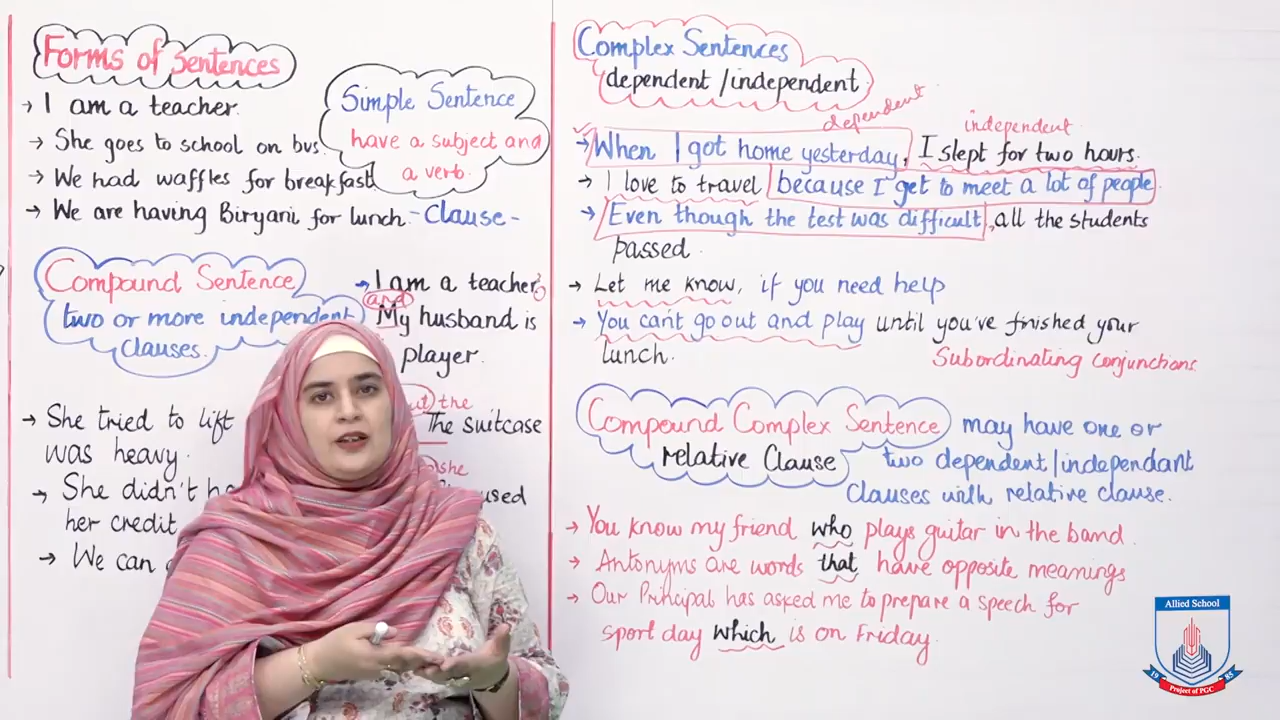 Forms of Sentences
→ I am a teacher.
→ She goes to school on bus.
→ We had waffles for breakfast
→ We are having Biryani for lunch - Clause -
Simple Sentence
have a subject and
a verb.
Compound Sentence
two or more independent
clauses.
→ I am a teacher
and
My husband is
player.
→ She tried to lift
the
The suitcase
was heavy.
→ She didn't
she
used
her credit
→ We can
Complex Sentences
dependent /independent
dependent
independent
→ When I got home yesterday, I slept for two hours.
→ I love to travel because I get to meet a lot of people.
→ Even though the test was difficult, all the students
passed.
→ Let me know, if you need help
→ You can't go out and play until you've finished your
lunch.
Subordinating conjunctions
Compound Complex Sentence may have one or
relative Clause two dependent/independant
Clauses with relative clause.
→ You know my friend who plays guitar in the band.
→ Antonyms are words that have opposite meanings
→ Our Principal has asked me to prepare a speech for
sport day which is on Friday.
Allied School
19 85
Project of PGC